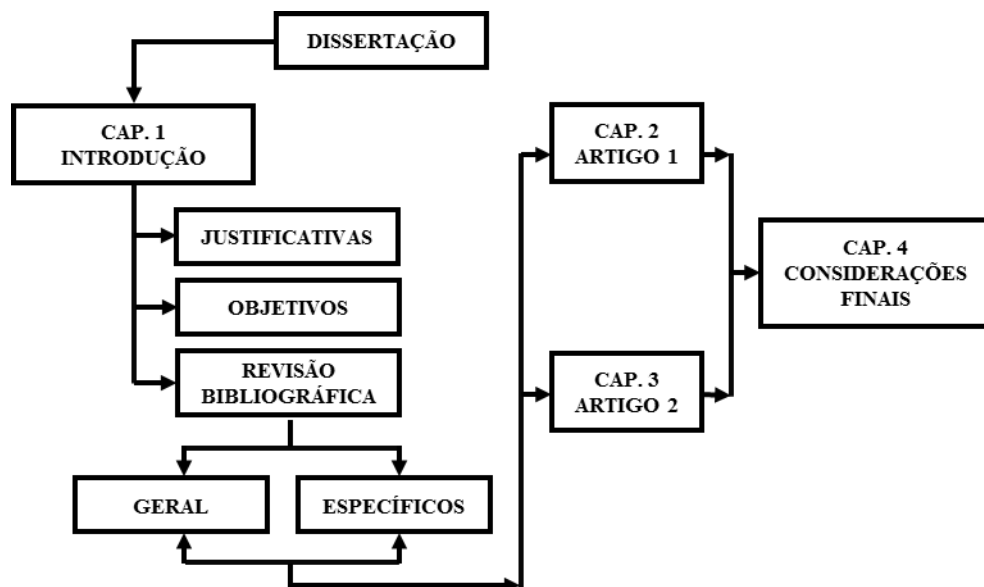 DISSERTAÇÃO
CAP. 1
INTRODUÇÃO
JUSTIFICATIVAS
OBJETIVOS
REVISÃO
BIBLIOGRÁFICA
GERAL
ESPECÍFICOS
CAP. 2
ARTIGO 1
CAP. 3
ARTIGO 2
CAP. 4
CONSIDERAÇÕES
FINAIS